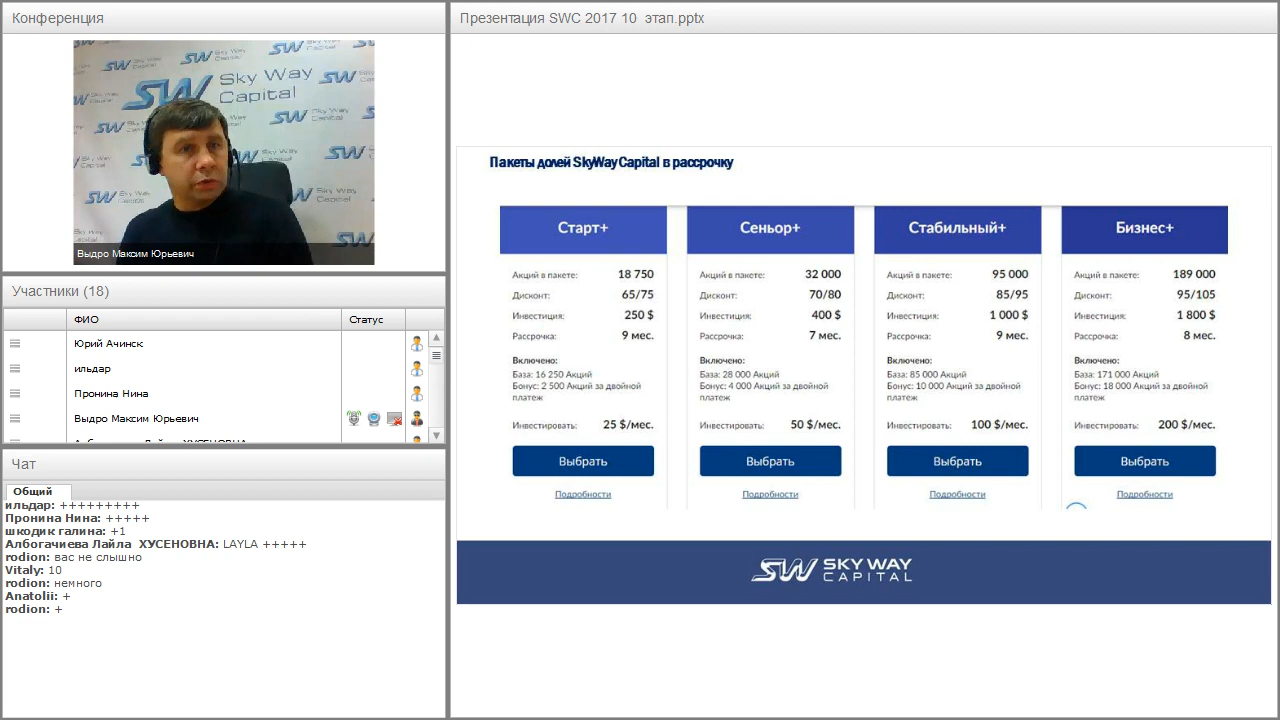 Конференция
SW
Sky Way
Capital
Выдро Максим Юрьевич
Участники (18)
ФИО
Статус
Юрий Ачинск
ильдар
Пронина Нина
Выдро Максим Юрьевич
Чат
Общий
ильдар: +++++++++
Пронина Нина: +++++
шкодик галина: +1
Албогачиева Лайла ХУСЕНОВНА: LAYLA +++++
rodion: вас не слышно
Vitaly: 10
rodion: немного
Anatolii: +
rodion: +
Презентация SWC 2017 10 этап.pptx
Пакеты долей SkyWayCapital в рассрочку
Старт+
Акций в пакете: 18 750
Дисконт: 65/75
Инвестиция: 250 $
Рассрочка: 9 мес.
Включено:
База: 16 250 Акций
Бонус: 2 500 Акций за двойной
платеж
Инвестировать: 25 $/мес.
Выбрать
Подробности
Сеньор+
Акций в пакете: 32 000
Дисконт: 70/80
Инвестиция: 400 $
Рассрочка: 7 мес.
Включено:
База: 28 000 Акций
Бонус: 4 000 Акций за двойной
платеж
Инвестировать: 50 $/мес.
Выбрать
Подробности
Стабильный+
Акций в пакете: 95 000
Дисконт: 85/95
Инвестиция: 1 000 $
Рассрочка: 9 мес.
Включено:
База: 85 000 Акций
Бонус: 10 000 Акций за двойной
платеж
Инвестировать: 100 $/мес.
Выбрать
Подробности
Бизнес+
Акций в пакете: 189 000
Дисконт: 95/105
Инвестиция: 1 800 $
Рассрочка: 8 мес.
Включено:
База: 171 000 Акций
Бонус: 18 000 Акций за двойной
платеж
Инвестировать: 200 $/мес.
Выбрать
Подробности
SW SKY WAY
CAPITAL